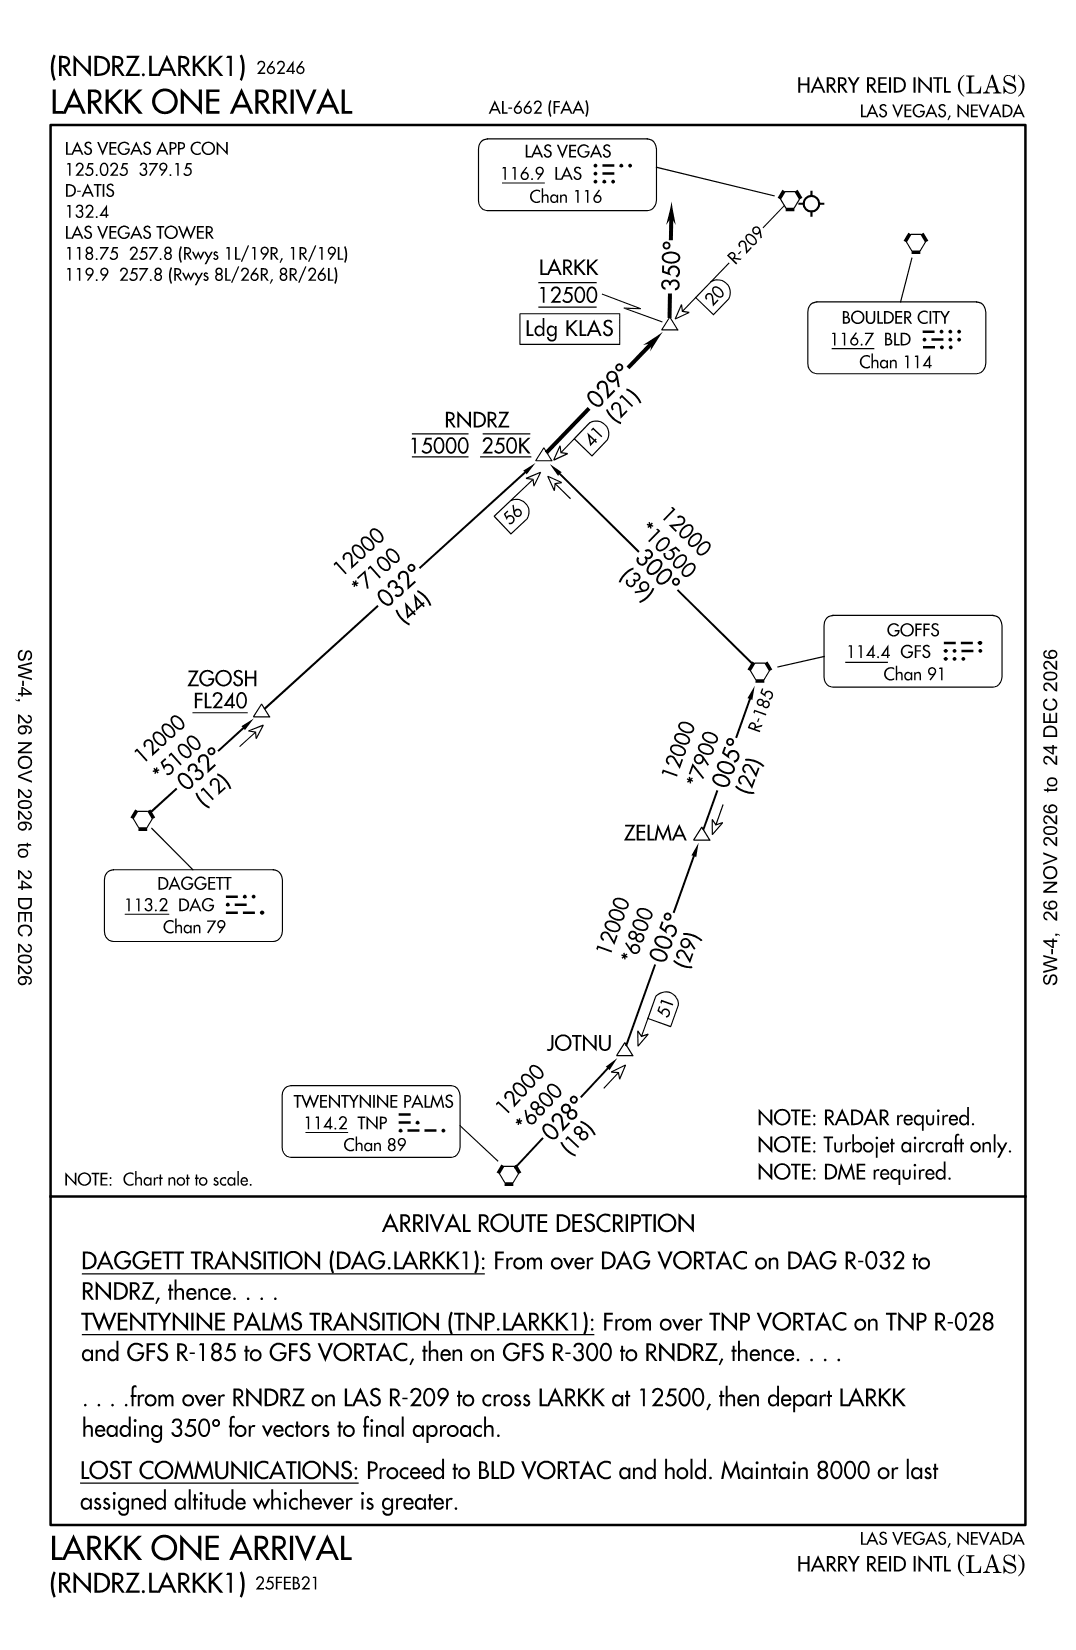 (RNDRZ.LARKK1) 26246
LARKK ONE ARRIVAL
AL-662 (FAA)
HARRY REID INTL (LAS)
LAS VEGAS, NEVADA
LAS VEGAS APP CON
125.025 379.15
D-ATIS
132.4
LAS VEGAS TOWER
118.75 257.8 (Rwys 1L/19R, 1R/19L)
119.9 257.8 (Rwys 8L/26R, 8R/26L)
LAS VEGAS
116.9 LAS
Chan 116
R-209
20
350°
LARKK
12500
Ldg KLAS
BOULDER CITY
116.7 BLD
Chan 114
029°
(21)
41
RNDRZ
15000 250K
56
12000
*7100
032°
(44)
12000
*10500
300°
(39)
GOFFS
114.4 GFS
Chan 91
ZGOSH
FL240
R-185
12000
*5100
032°
(12)
12000
*7900
005°
(22)
ZELMA
DAGGETT
113.2 DAG
Chan 79
12000
*6800
005°
(29)
51
JOTNU
12000
*6800
028°
(18)
TWENTYNINE PALMS
114.2 TNP
Chan 89
NOTE: RADAR required.
NOTE: Turbojet aircraft only.
NOTE: DME required.
NOTE: Chart not to scale.
SW-4, 26 NOV 2026 to 24 DEC 2026
SW-4, 26 NOV 2026 to 24 DEC 2026
ARRIVAL ROUTE DESCRIPTION
DAGGETT TRANSITION (DAG.LARKK1): From over DAG VORTAC on DAG R-032 to
RNDRZ, thence. . . .
TWENTYNINE PALMS TRANSITION (TNP.LARKK1): From over TNP VORTAC on TNP R-028
and GFS R-185 to GFS VORTAC, then on GFS R-300 to RNDRZ, thence. . . .
. . . .from over RNDRZ on LAS R-209 to cross LARKK at 12500, then depart LARKK
heading 350° for vectors to final aproach.
LOST COMMUNICATIONS: Proceed to BLD VORTAC and hold. Maintain 8000 or last
assigned altitude whichever is greater.
LARKK ONE ARRIVAL
(RNDRZ.LARKK1) 25FEB21
LAS VEGAS, NEVADA
HARRY REID INTL (LAS)